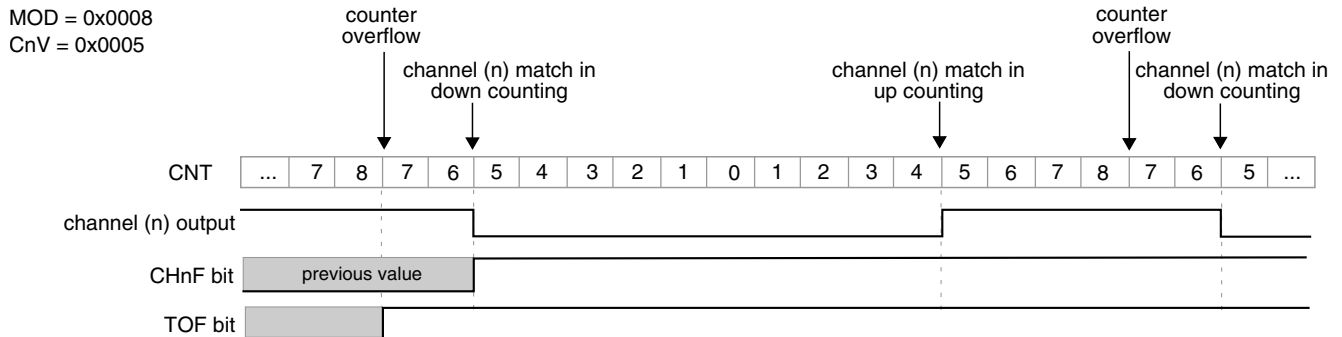 MOD = 0x0008
CnV = 0x0005
counter
overflow
channel (n) match in
down counting
channel (n) match in
up counting
counter
overflow
channel (n) match in
down counting
CNT ... 7 8 7 6 5 4 3 2 1 0 1 2 3 4 5 6 7 8 7 6 5 ...
channel (n) output
CHnF bit previous value
TOF bit